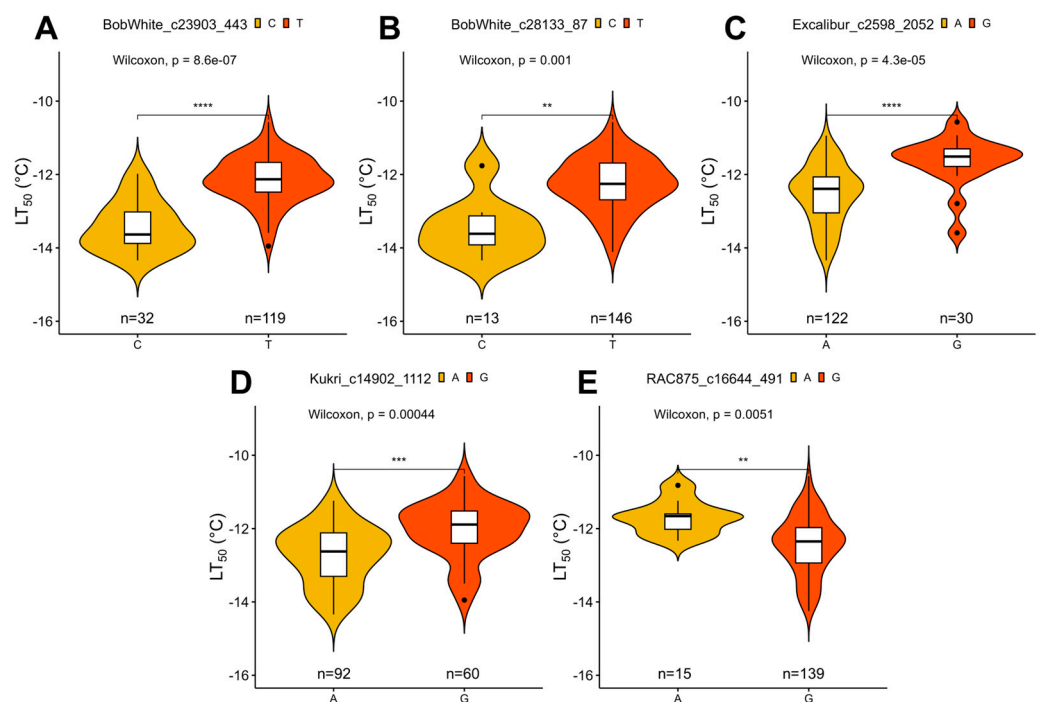 A BobWhite_c23903_443 C T
Wilcoxon, p = 8.6e-07
****
LT50 (°C)
-10
-12
-14
-16
n=32 n=119
C T
B BobWhite_c28133_87 C T
Wilcoxon, p = 0.001
**
LT50 (°C)
-10
-12
-14
-16
n=13 n=146
C T
C Excalibur_c2598_2052 A G
Wilcoxon, p = 4.3e-05
****
LT50 (°C)
-10
-12
-14
-16
n=122 n=30
A G
D Kukri_c14902_1112 A G
Wilcoxon, p = 0.00044
***
LT50 (°C)
-10
-12
-14
-16
n=92 n=60
A G
E RAC875_c16644_491 A G
Wilcoxon, p = 0.0051
**
LT50 (°C)
-10
-12
-14
-16
n=15 n=139
A G